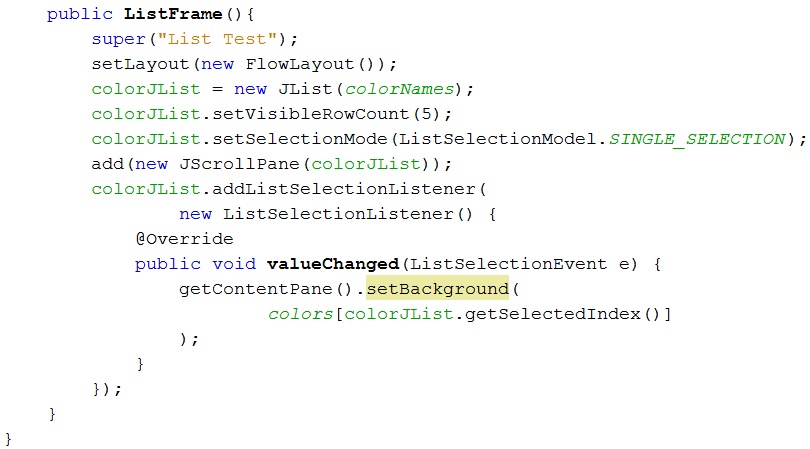 public ListFrame(){
super("List Test");
setLayout(new FlowLayout());
colorJList = new JList(colorNames);
colorJList.setVisibleRowCount(5);
colorJList.setSelectionMode(ListSelectionModel.SINGLE_SELECTION);
add(new JScrollPane(colorJList));
colorJList.addListSelectionListener(
new ListSelectionListener() {
@Override
public void valueChanged(ListSelectionEvent e) {
getContentPane().setBackground(
colors[colorJList.getSelectedIndex()]
);
}
});
}
}